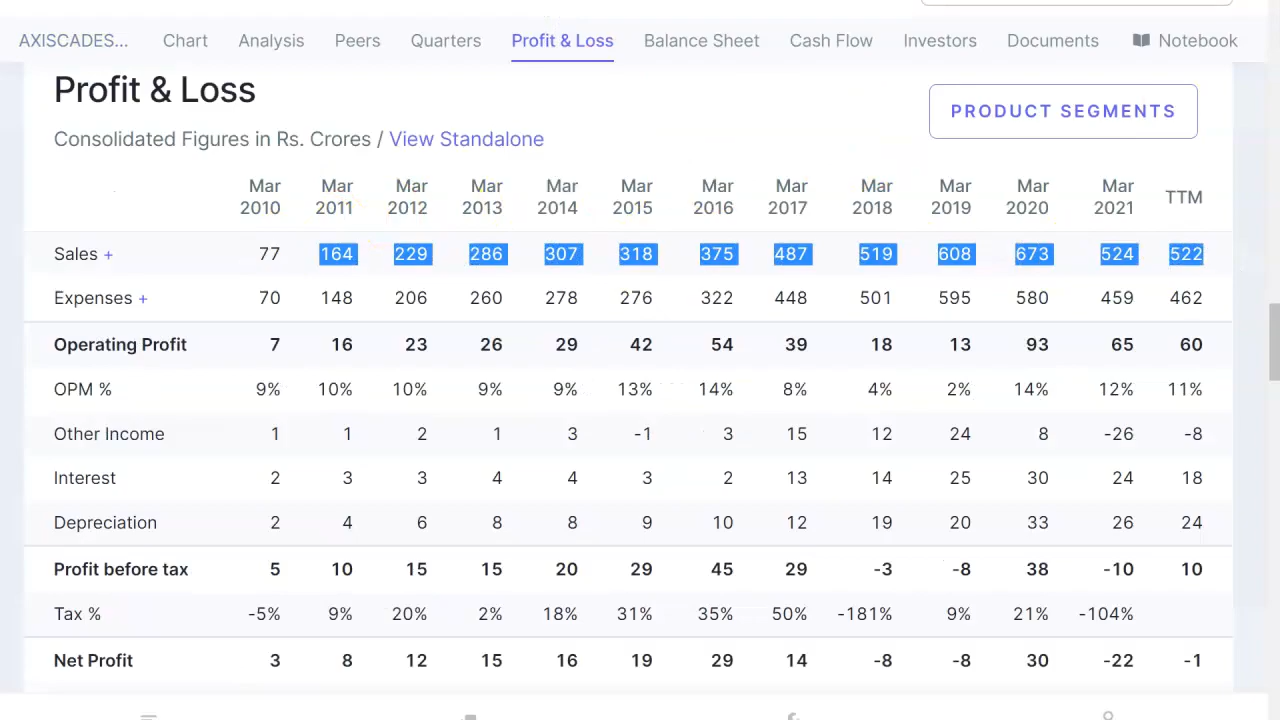 AXISCADES... Chart Analysis Peers Quarters Profit & Loss Balance Sheet Cash Flow Investors Documents Notebook
Profit & Loss
PRODUCT SEGMENTS
Consolidated Figures in Rs. Crores / View Standalone
Mar 2010 Mar 2011 Mar 2012 Mar 2013 Mar 2014 Mar 2015 Mar 2016 Mar 2017 Mar 2018 Mar 2019 Mar 2020 Mar 2021 TTM
Sales + 77 164 229 286 307 318 375 487 519 608 673 524 522
Expenses + 70 148 206 260 278 276 322 448 501 595 580 459 462
Operating Profit 7 16 23 26 29 42 54 39 18 13 93 65 60
OPM % 9% 10% 10% 9% 9% 13% 14% 8% 4% 2% 14% 12% 11%
Other Income 1 1 2 1 3 -1 3 15 12 24 8 -26 -8
Interest 2 3 3 4 4 3 2 13 14 25 30 24 18
Depreciation 2 4 6 8 8 9 10 12 19 20 33 26 24
Profit before tax 5 10 15 15 20 29 45 29 -3 -8 38 -10 10
Tax % -5% 9% 20% 2% 18% 31% 35% 50% -181% 9% 21% -104%
Net Profit 3 8 12 15 16 19 29 14 -8 -8 30 -22 -1